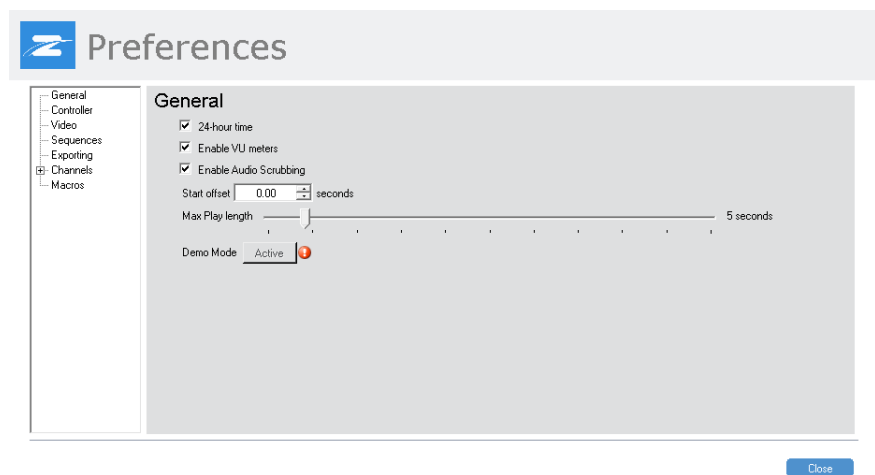 Preferences
General
Controller
Video
Sequences
Exporting
Channels
Macros
General
24-hour time
Enable VU meters
Enable Audio Scrubbing
Start offset 0.00 seconds
Max Play length 5 seconds
Demo Mode Active
Close